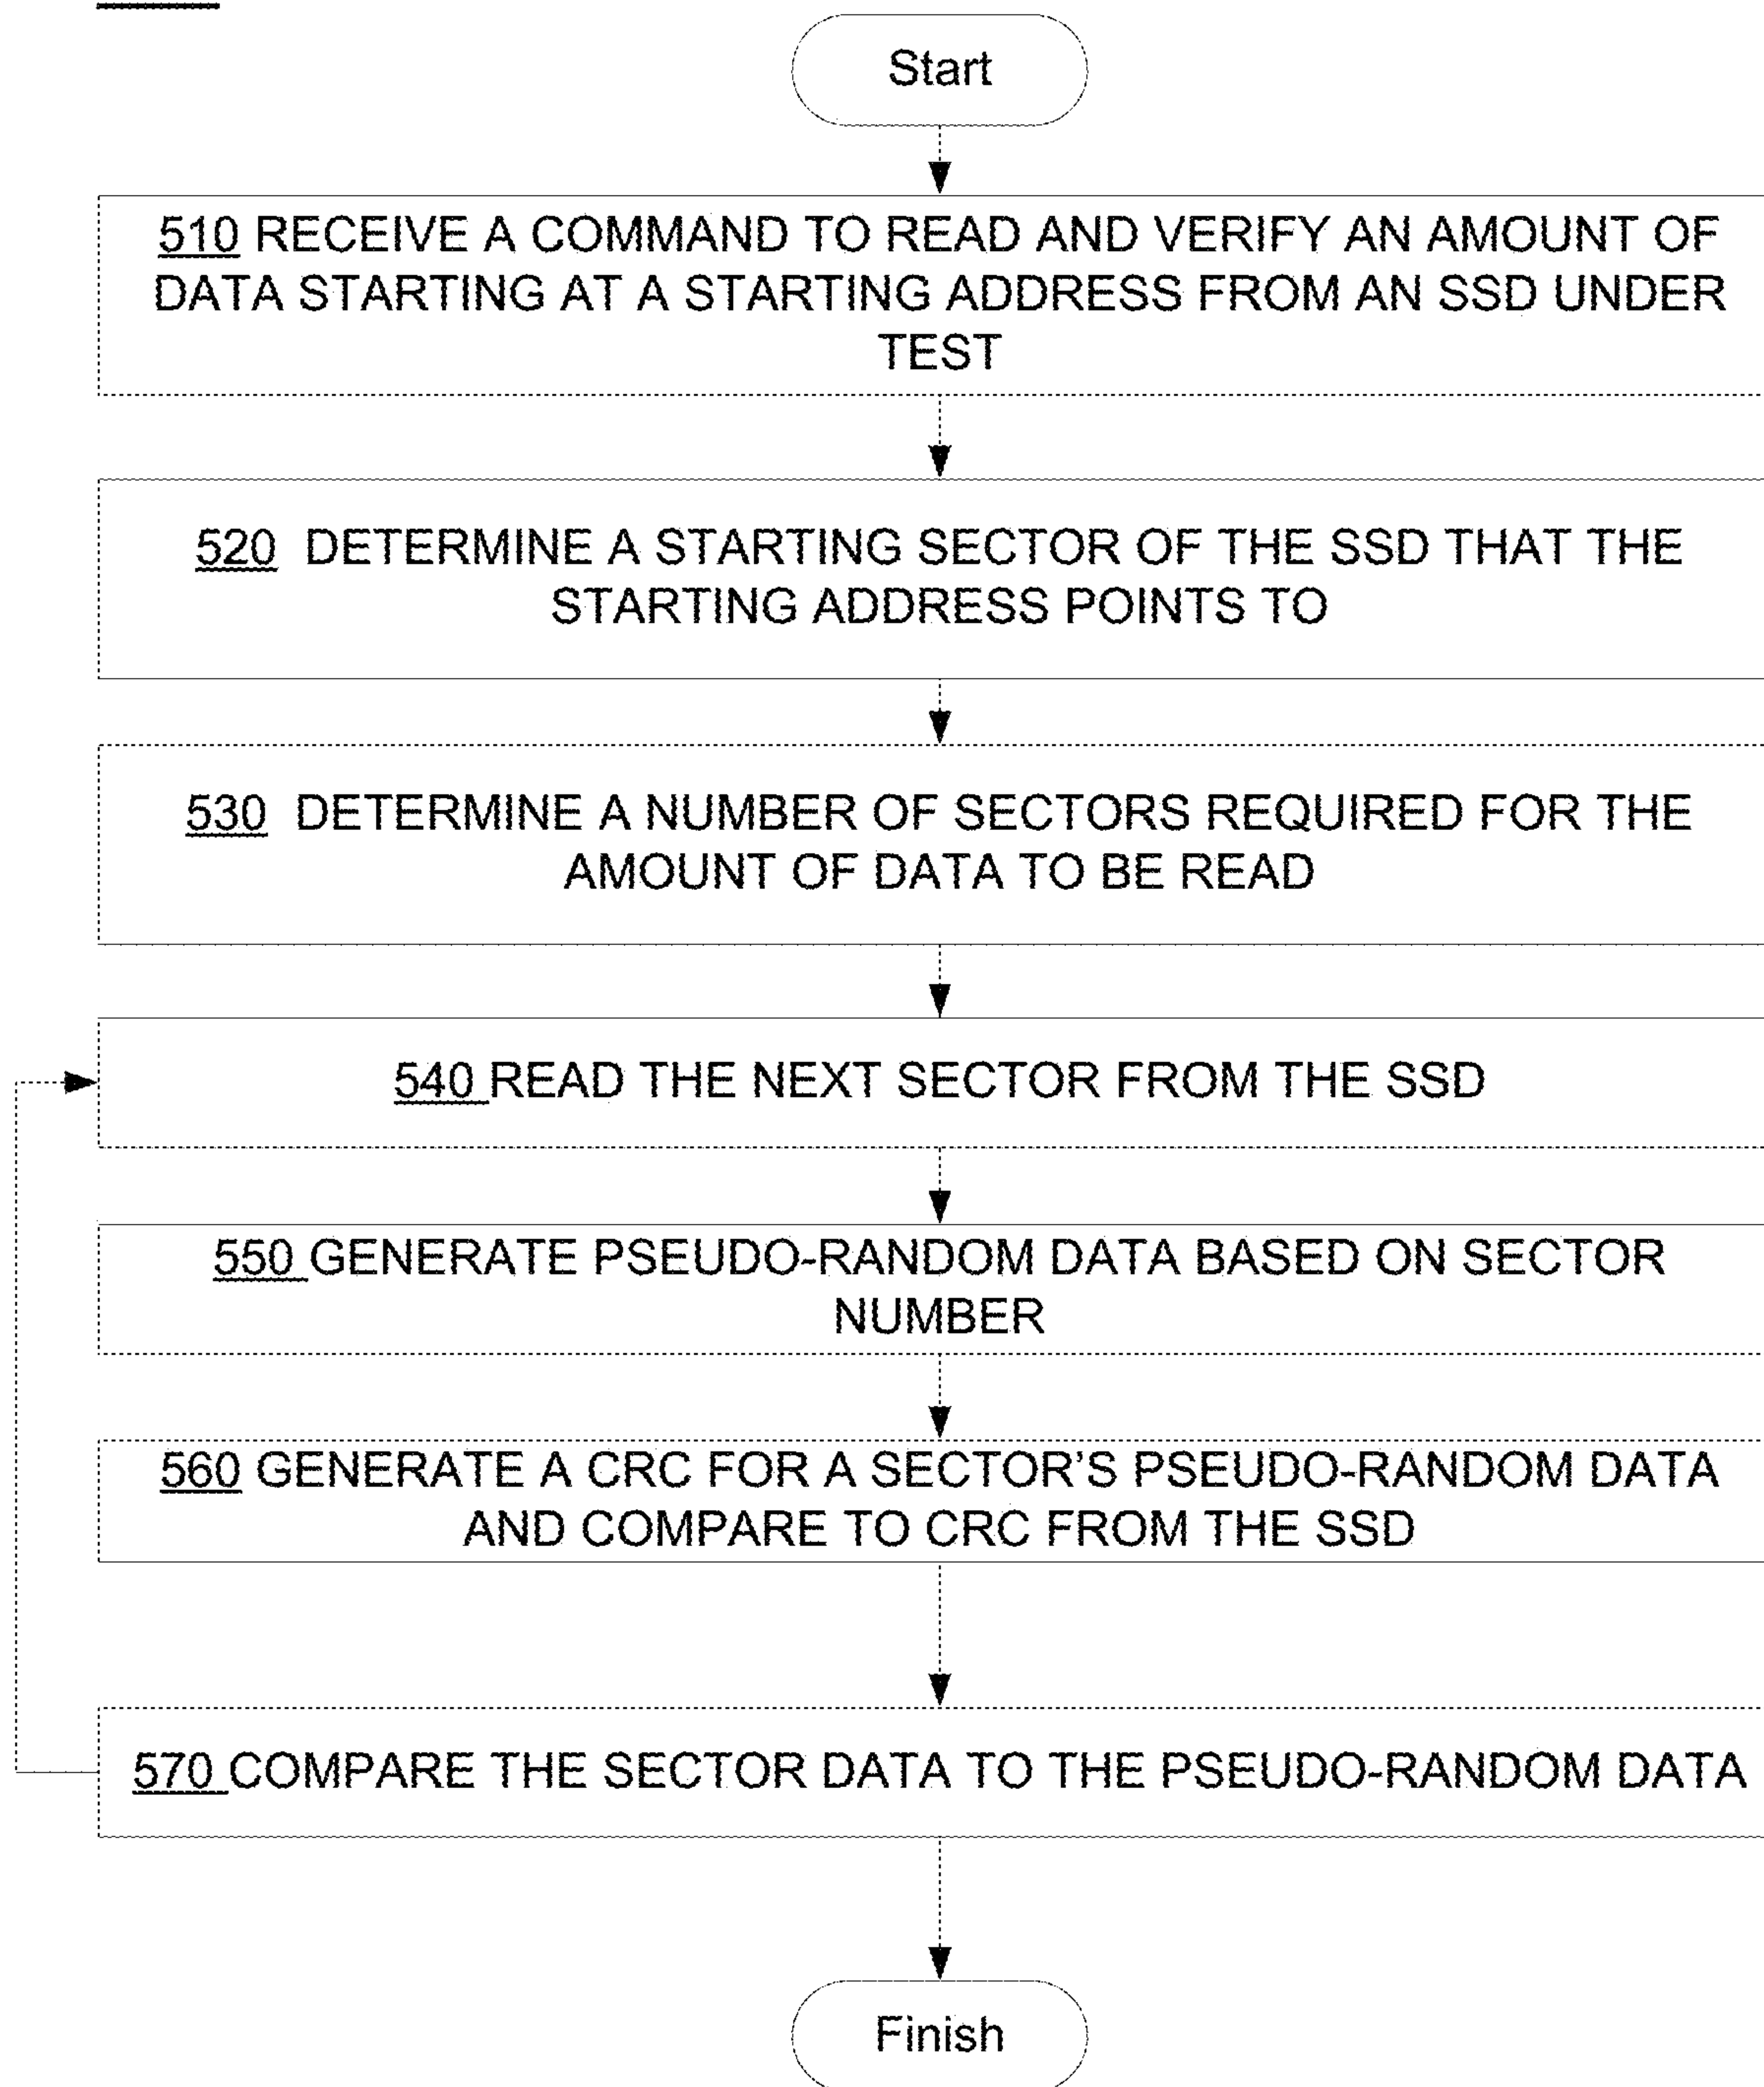 Start
510 RECEIVE A COMMAND TO READ AND VERIFY AN AMOUNT OF
DATA STARTING AT A STARTING ADDRESS FROM AN SSD UNDER
TEST
520 DETERMINE A STARTING SECTOR OF THE SSD THAT THE
STARTING ADDRESS POINTS TO
530 DETERMINE A NUMBER OF SECTORS REQUIRED FOR THE
AMOUNT OF DATA TO BE READ
540 READ THE NEXT SECTOR FROM THE SSD
550 GENERATE PSEUDO-RANDOM DATA BASED ON SECTOR
NUMBER
560 GENERATE A CRC FOR A SECTOR'S PSEUDO-RANDOM DATA
AND COMPARE TO CRC FROM THE SSD
570 COMPARE THE SECTOR DATA TO THE PSEUDO-RANDOM DATA
Finish